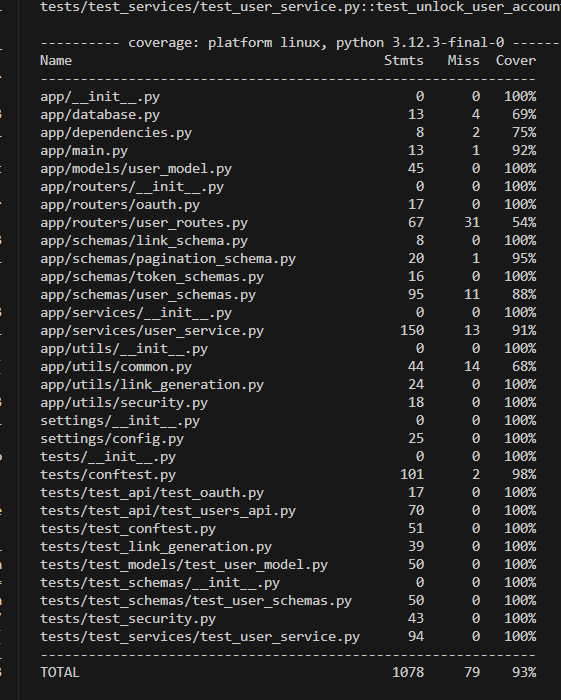 tests/test_services/test_user_service.py::test_unlock_user_accoun
---------- coverage: platform linux, python 3.12.3-final-0 ------
Name                                         Stmts   Miss  Cover
----------------------------------------------------------------
app/__init__.py                                  0      0   100%
app/database.py                                 13      4    69%
app/dependencies.py                              8      2    75%
app/main.py                                     13      1    92%
app/models/user_model.py                        45      0   100%
app/routers/__init__.py                          0      0   100%
app/routers/oauth.py                            17      0   100%
app/routers/user_routes.py                      67     31    54%
app/schemas/link_schema.py                       8      0   100%
app/schemas/pagination_schema.py                20      1    95%
app/schemas/token_schemas.py                    16      0   100%
app/schemas/user_schemas.py                     95     11    88%
app/services/__init__.py                         0      0   100%
app/services/user_service.py                   150     13    91%
app/utils/__init__.py                            0      0   100%
app/utils/common.py                             44     14    68%
app/utils/link_generation.py                    24      0   100%
app/utils/security.py                           18      0   100%
settings/__init__.py                             0      0   100%
settings/config.py                              25      0   100%
tests/__init__.py                                0      0   100%
tests/conftest.py                              101      2    98%
tests/test_api/test_oauth.py                    17      0   100%
tests/test_api/test_users_api.py                70      0   100%
tests/test_conftest.py                          51      0   100%
tests/test_link_generation.py                   39      0   100%
tests/test_models/test_user_model.py            50      0   100%
tests/test_schemas/__init__.py                   0      0   100%
tests/test_schemas/test_user_schemas.py         50      0   100%
tests/test_security.py                          43      0   100%
tests/test_services/test_user_service.py        94      0   100%
----------------------------------------------------------------
TOTAL                                         1078     79    93%